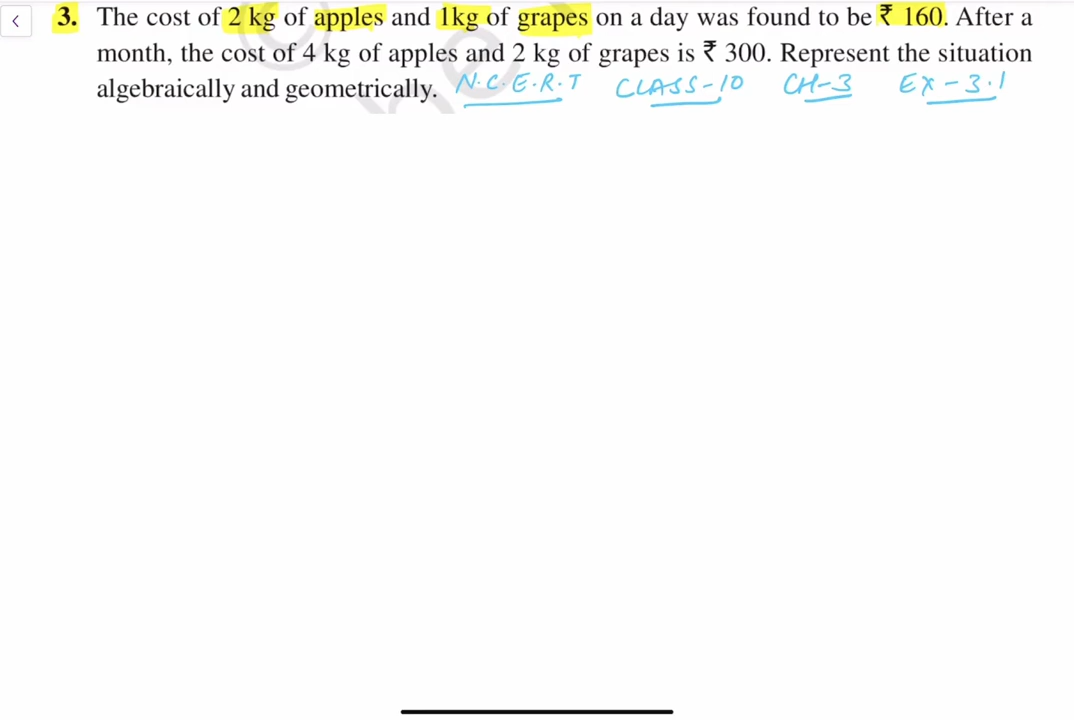 3. The cost of 2 kg of apples and 1kg of grapes on a day was found to be ₹ 160. After a
month, the cost of 4 kg of apples and 2 kg of grapes is ₹ 300. Represent the situation
algebraically and geometrically. N.C.E.R.T CLASS-10 CH-3 EX-3.1